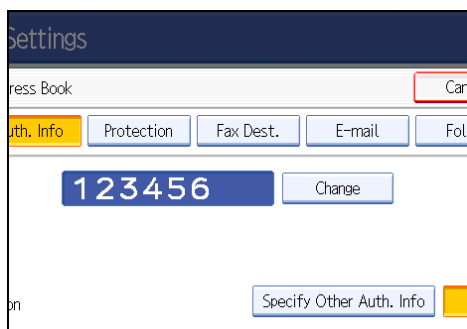 Settings
ress Book Can
uth. Info Protection Fax Dest. E-mail Fol
123456 Change
on Specify Other Auth. Info